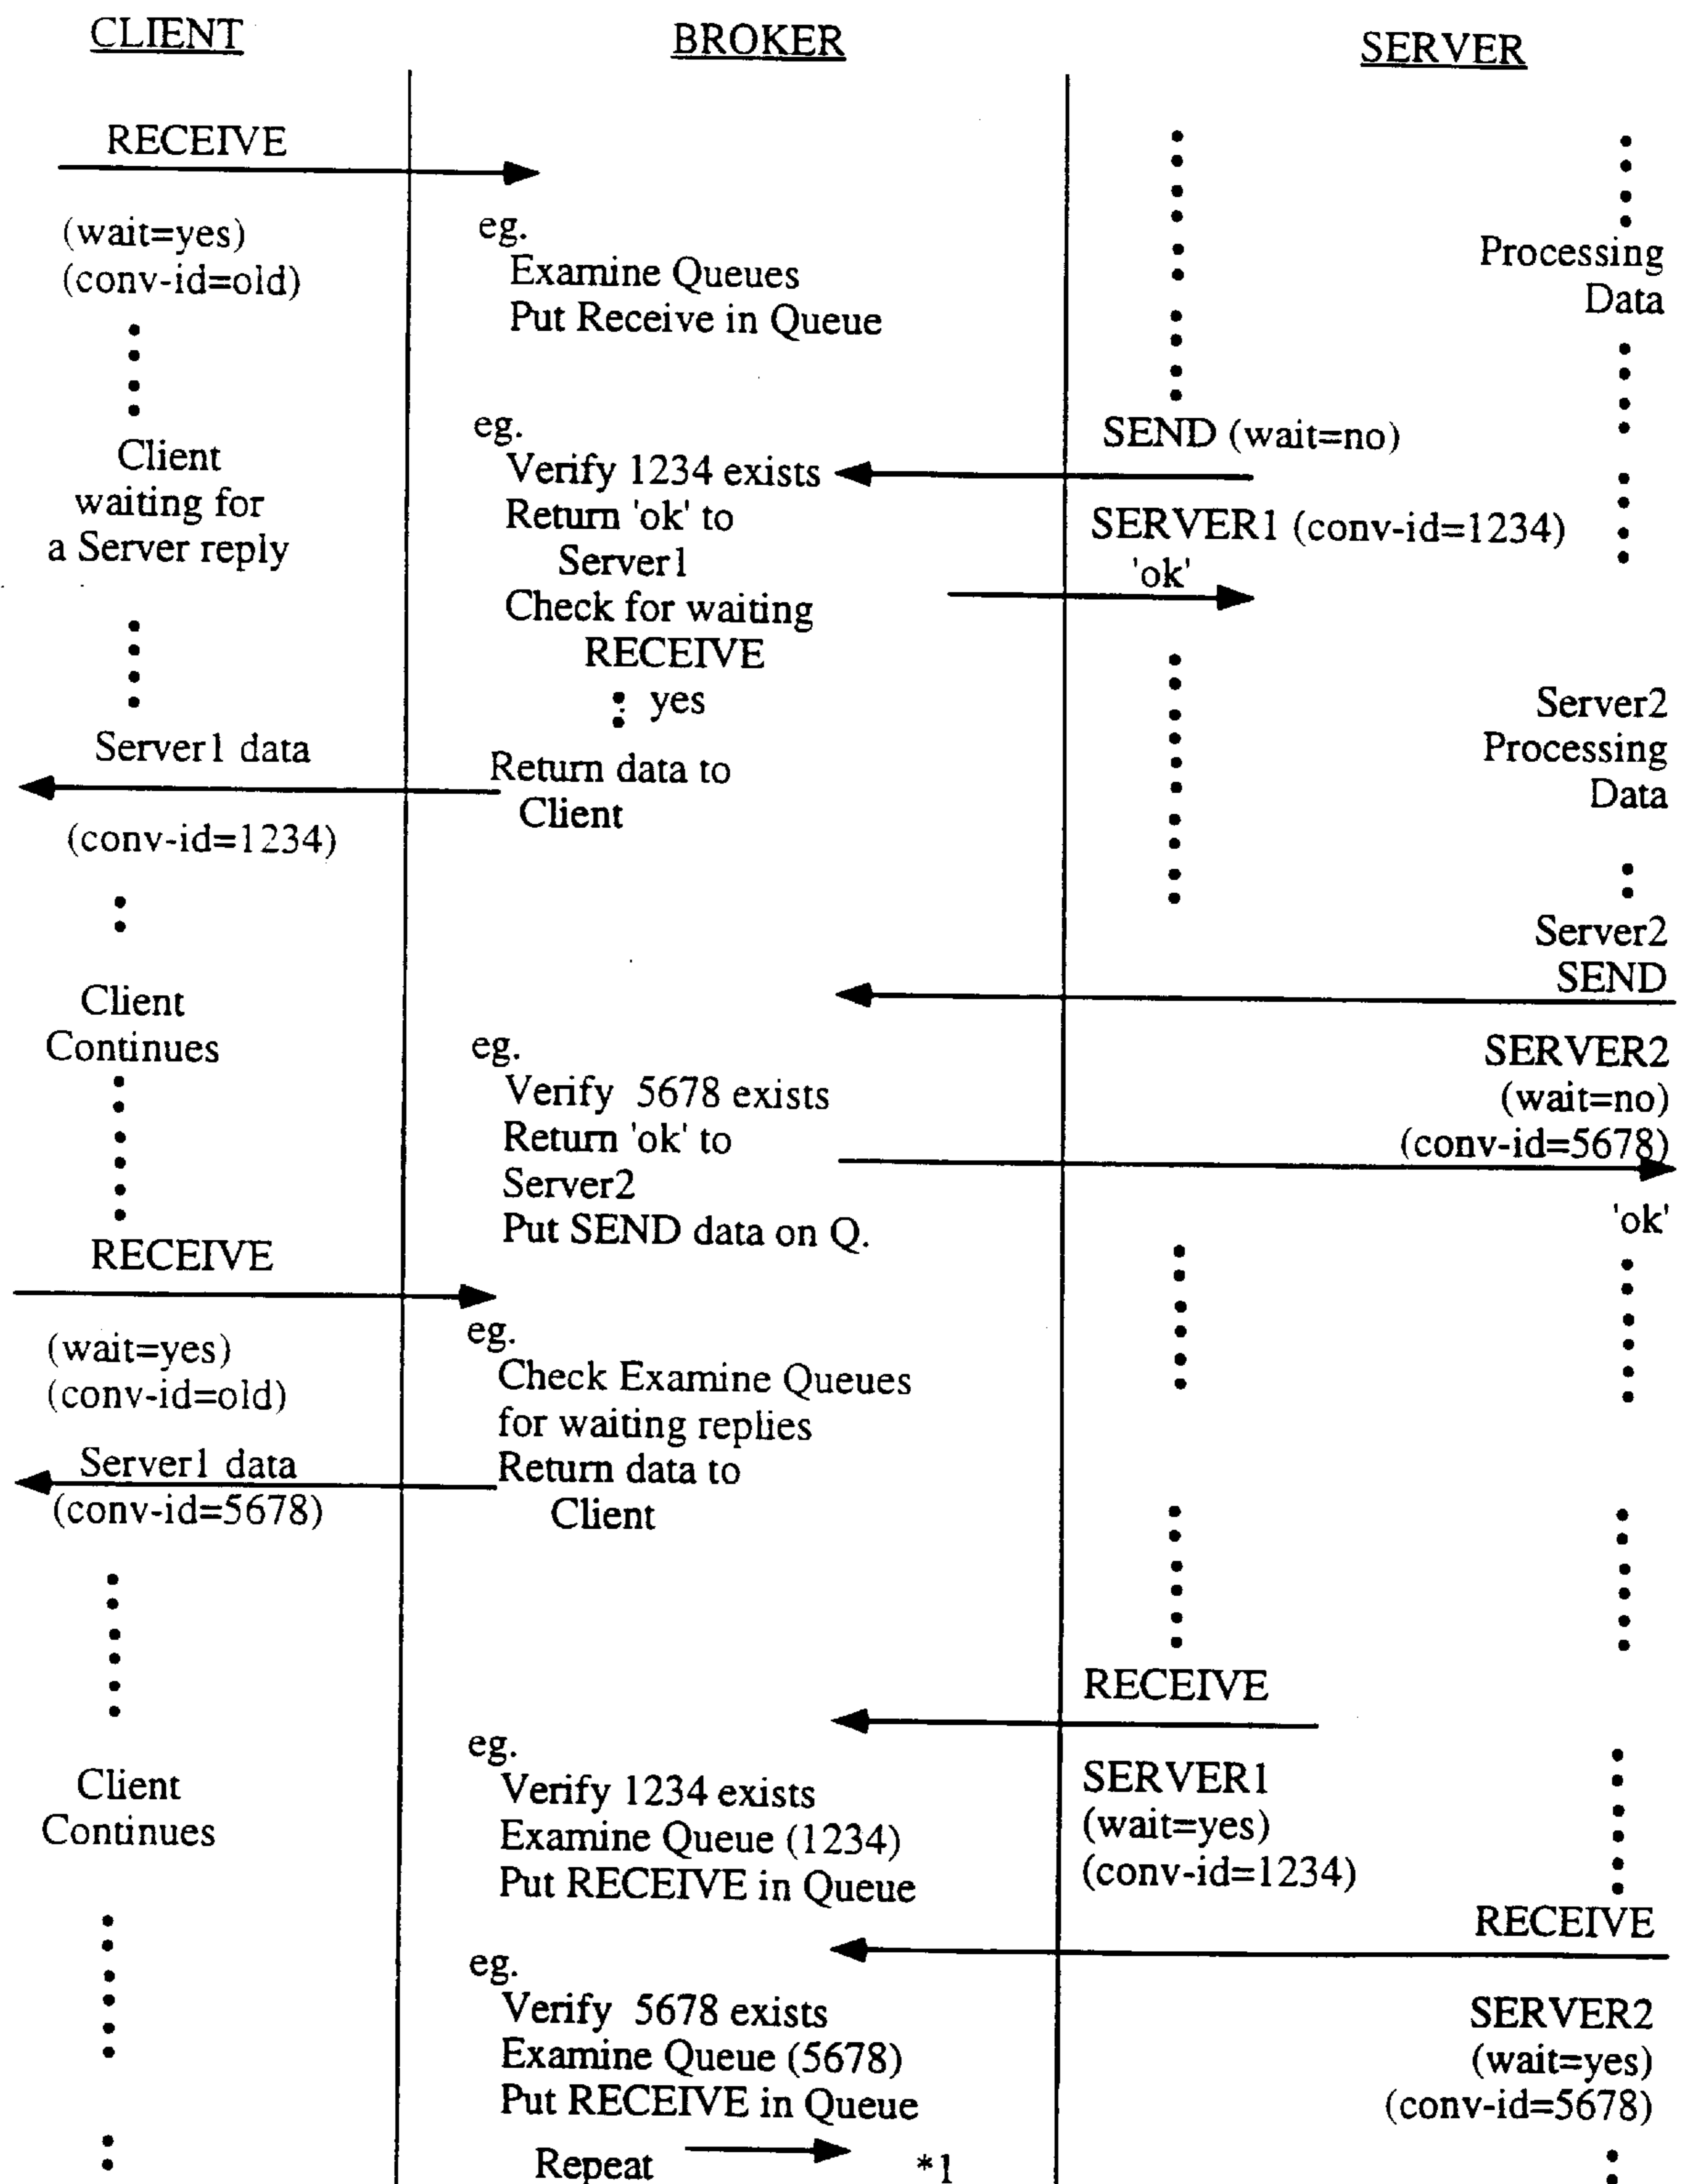 CLIENT
BROKER
SERVER
RECEIVE
(wait=yes)
(conv-id=old)
eg.
Examine Queues
Put Receive in Queue
Processing
Data
Client
waiting for
a Server reply
eg.
Verify 1234 exists
Return 'ok' to
Server1
Check for waiting
RECEIVE
yes
SEND (wait=no)
SERVER1 (conv-id=1234)
'ok'
Server1 data
(conv-id=1234)
Return data to
Client
Server2
Processing
Data
Server2
SEND
Client
Continues
eg.
Verify 5678 exists
Return 'ok' to
Server2
Put SEND data on Q.
SERVER2
(wait=no)
(conv-id=5678)
'ok'
RECEIVE
(wait=yes)
(conv-id=old)
eg.
Check Examine Queues
for waiting replies
Return data to
Client
Server1 data
(conv-id=5678)
RECEIVE
Client
Continues
eg.
Verify 1234 exists
Examine Queue (1234)
Put RECEIVE in Queue
SERVER1
(wait=yes)
(conv-id=1234)
RECEIVE
eg.
Verify 5678 exists
Examine Queue (5678)
Put RECEIVE in Queue
SERVER2
(wait=yes)
(conv-id=5678)
Repeat
*1